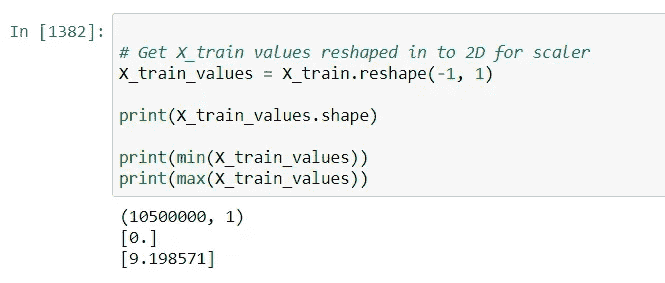 In [1382]:
# Get X_train values reshaped in to 2D for scaler
X_train_values = X_train.reshape(-1, 1)
print(X_train_values.shape)
print(min(X_train_values))
print(max(X_train_values))
(10500000, 1)
[0.]
[9.198571]